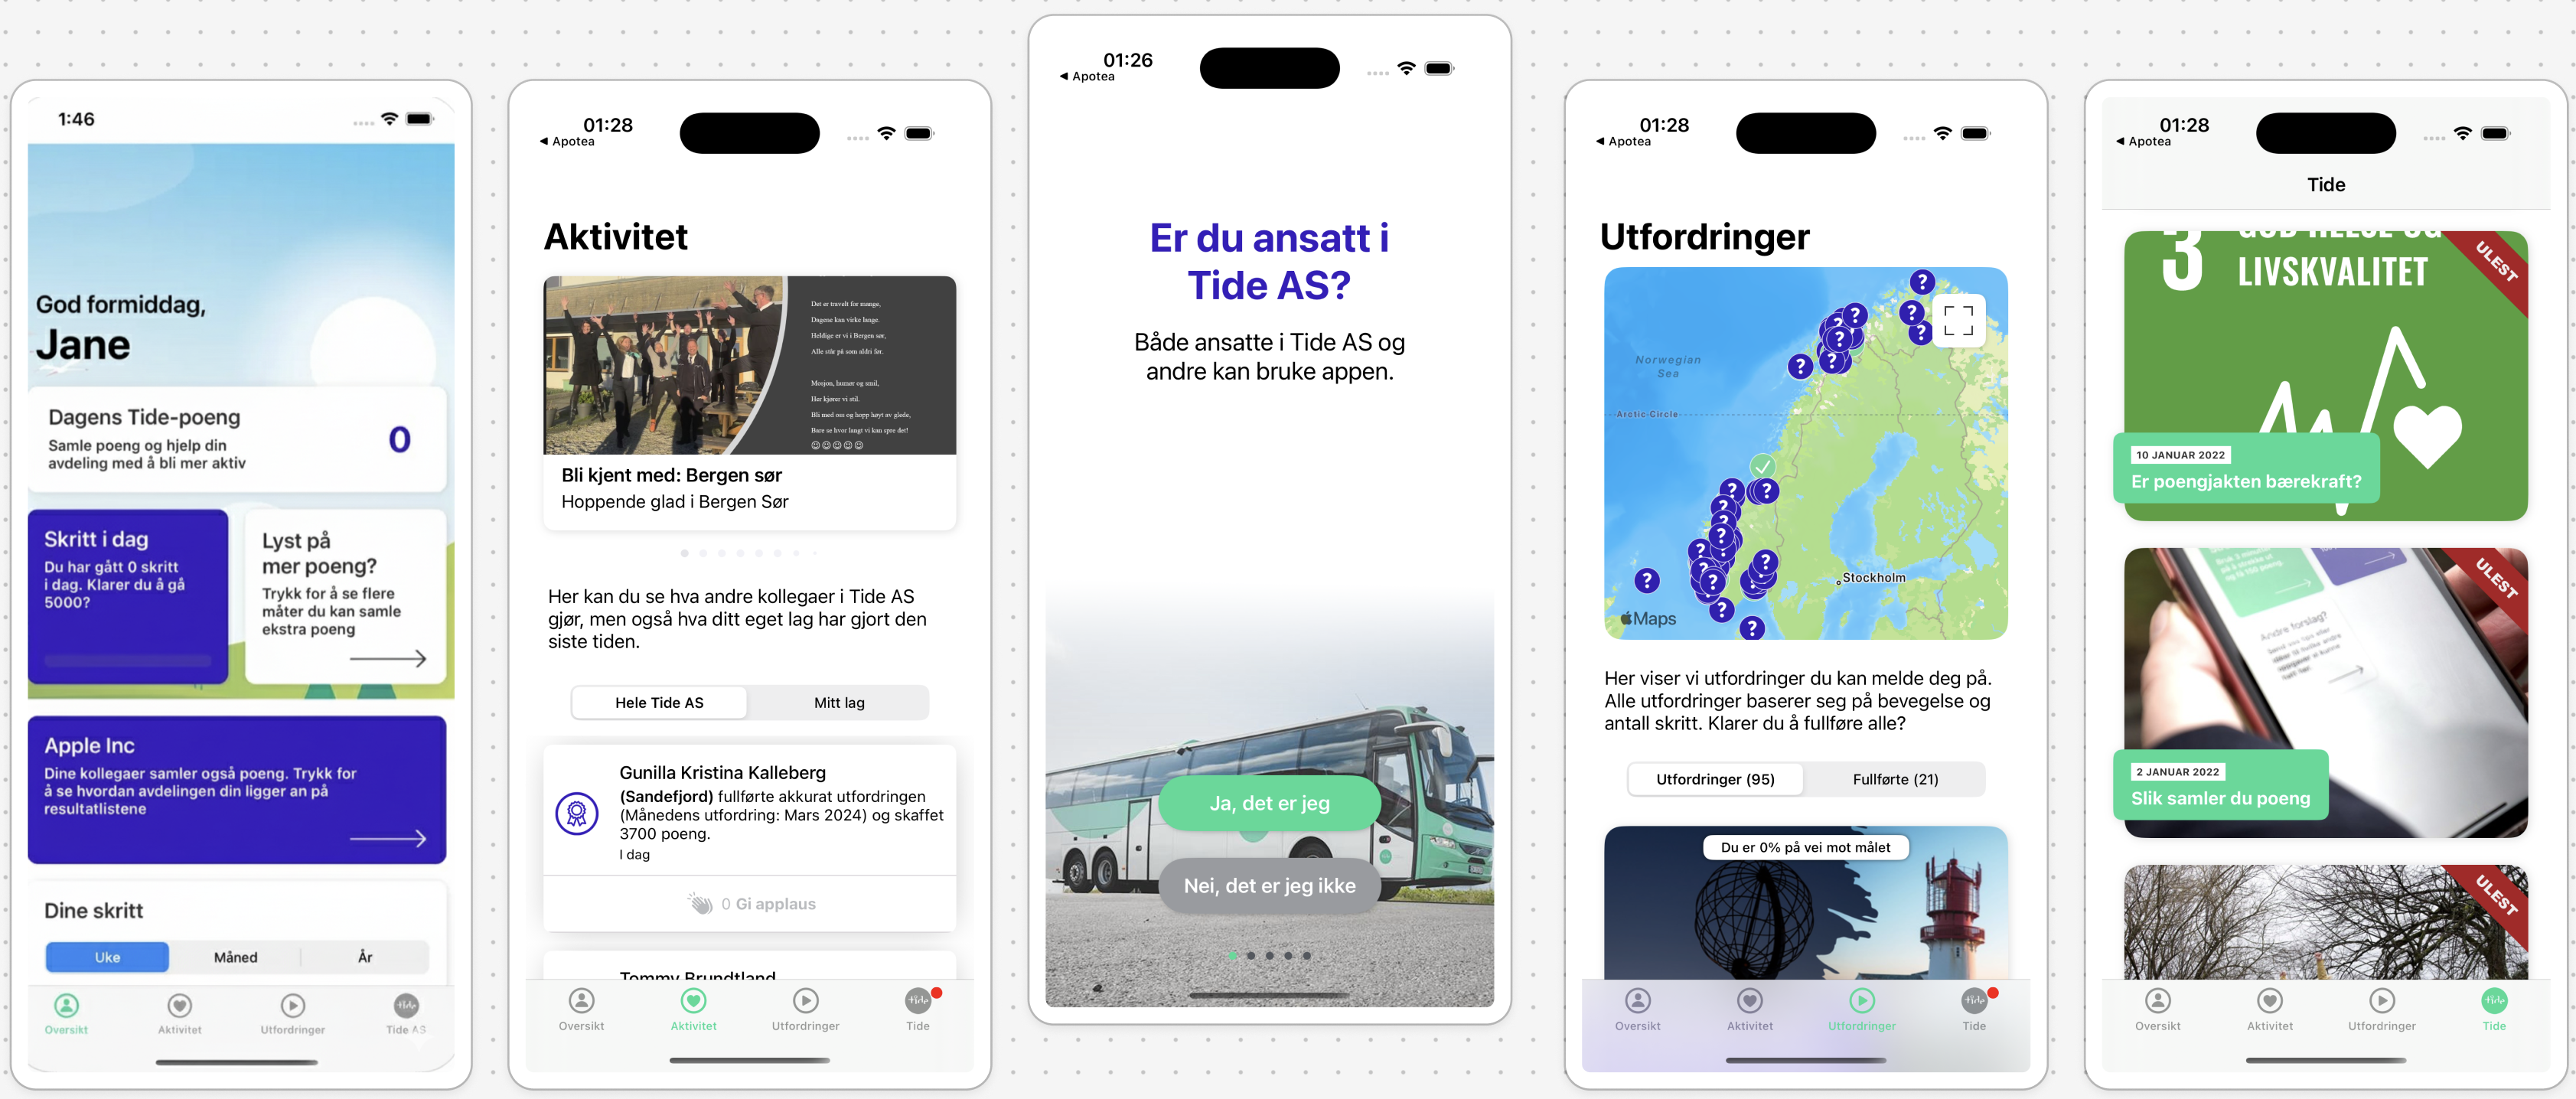 1:46
God formiddag,
Jane
Dagens Tide-poeng
Samle poeng og hjelp din
avdeling med å bli mer aktiv
0
Skritt i dag
Du har gått 0 skritt
i dag. Klarer du å gå
5000?
Lyst på
mer poeng?
Trykk for å se flere
måter du kan samle
ekstra poeng
Apple Inc
Dine kollegaer samler også poeng. Trykk for
å se hvordan avdelingen din ligger an på
resultatlistene
Dine skritt
Uke
Måned
År
Oversikt
Aktivitet
Utfordringer
tide
Tide AS
01:28
◀ Apotea
Aktivitet
Det er travelt for mange,
Dagene kan virke lange.
Heldige er vi i Bergen sør,
Alle står på som aldri før.
Mosjon, humør og smil,
Her kjører vi stil.
Bli med oss og hopp høyt av glede,
Bare se hvor langt vi kan spre det!
☺☺☺☺☺
Bli kjent med: Bergen sør
Hoppende glad i Bergen Sør
Her kan du se hva andre kollegaer i Tide AS
gjør, men også hva ditt eget lag har gjort den
siste tiden.
Hele Tide AS
Mitt lag
Gunilla Kristina Kalleberg
(Sandefjord) fullførte akkurat utfordringen
(Månedens utfordring: Mars 2024) og skaffet
3700 poeng.
I dag
0 Gi applaus
Tommy Brundtland
Oversikt
Aktivitet
Utfordringer
tide
Tide
01:26
◀ Apotea
Er du ansatt i
Tide AS?
Både ansatte i Tide AS og
andre kan bruke appen.
Ja, det er jeg
Nei, det er jeg ikke
01:28
◀ Apotea
Utfordringer
Norwegian
Sea
Arctic Circle
Stockholm
Maps
Her viser vi utfordringer du kan melde deg på.
Alle utfordringer baserer seg på bevegelse og
antall skritt. Klarer du å fullføre alle?
Utfordringer (95)
Fullførte (21)
Du er 0% på vei mot målet
Oversikt
Aktivitet
Utfordringer
tide
Tide
01:28
◀ Apotea
Tide
3
GOD HELSE OG
LIVSKVALITET
ULEST
10 JANUAR 2022
Er poengjakten bærekraft?
ULEST
Andre forslag?
2 JANUAR 2022
Slik samler du poeng
ULEST
Oversikt
Aktivitet
Utfordringer
tide
Tide